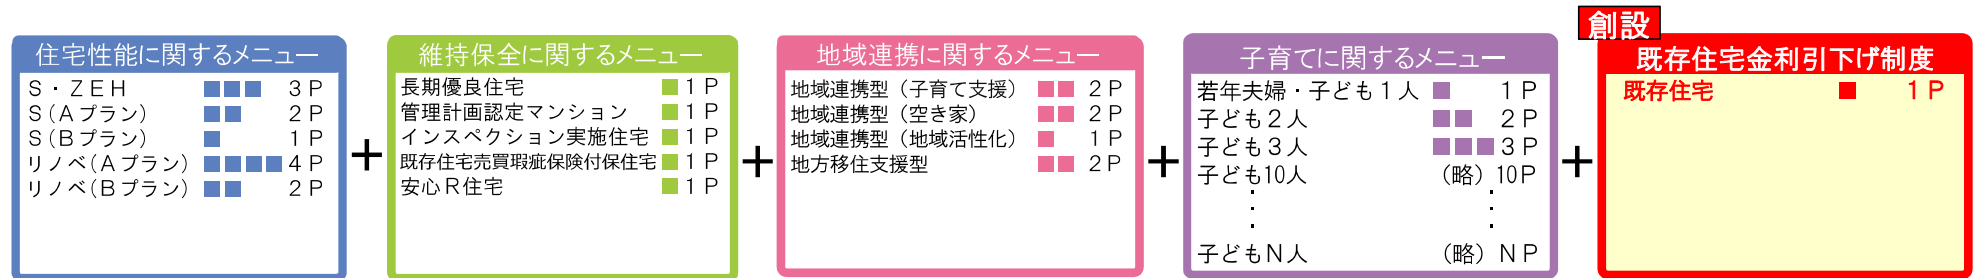 住宅性能に関するメニュー
S・ZEH 3P
S(Aプラン) 2P
S(Bプラン) 1P
リノベ(Aプラン) 4P
リノベ(Bプラン) 2P
+
維持保全に関するメニュー
長期優良住宅 1P
管理計画認定マンション 1P
インスペクション実施住宅 1P
既存住宅売買瑕疵保険付保住宅 1P
安心R住宅 1P
+
地域連携に関するメニュー
地域連携型（子育て支援） 2P
地域連携型（空き家） 2P
地域連携型（地域活性化） 1P
地方移住支援型 2P
+
子育てに関するメニュー
若年夫婦・子ども1人 1P
子ども2人 2P
子ども3人 3P
子ども10人 （略）10P
・ ・
・ ・
・ ・
子どもN人 （略）NP
+
創設
既存住宅金利引下げ制度
既存住宅 1P